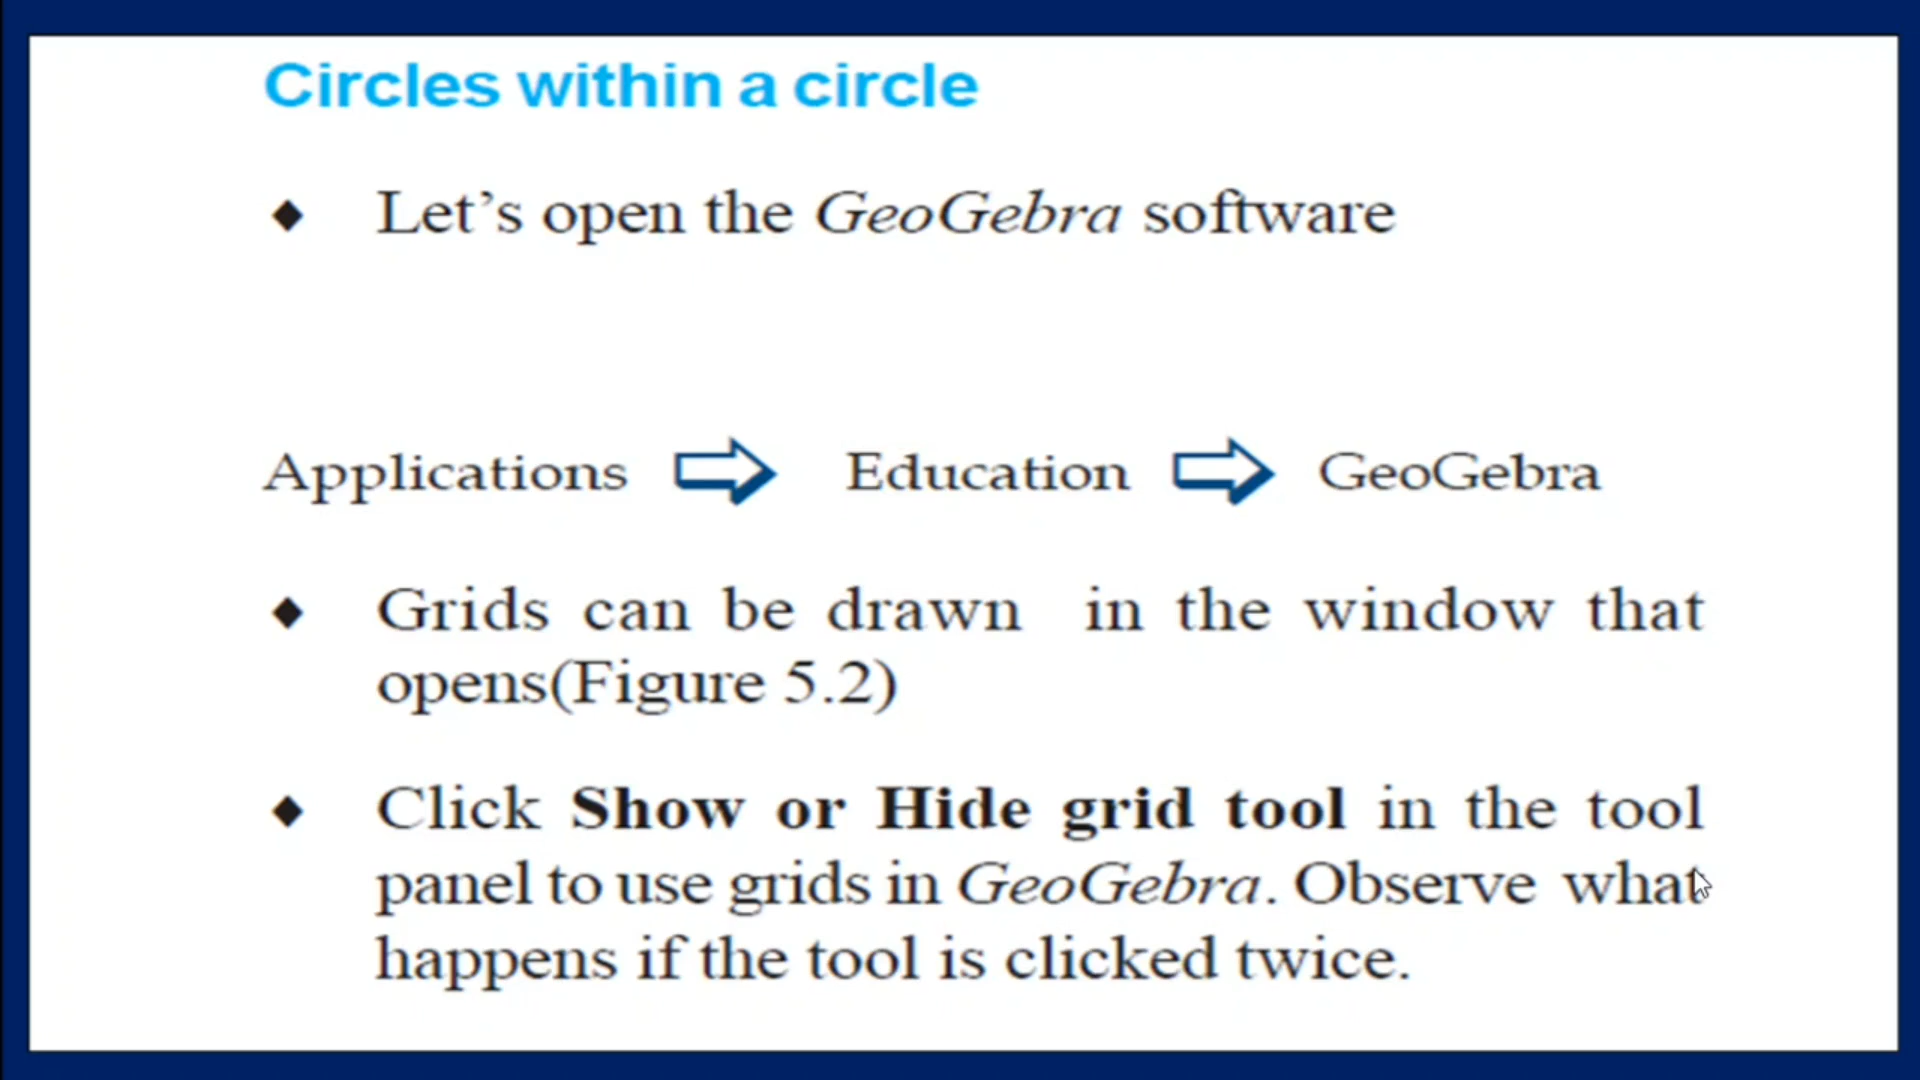 Circles within a circle
◆ Let’s open the GeoGebra software
Applications ⇨ Education ⇨ GeoGebra
◆ Grids can be drawn in the window that
opens(Figure 5.2)
◆ Click Show or Hide grid tool in the tool
panel to use grids in GeoGebra. Observe what
happens if the tool is clicked twice.